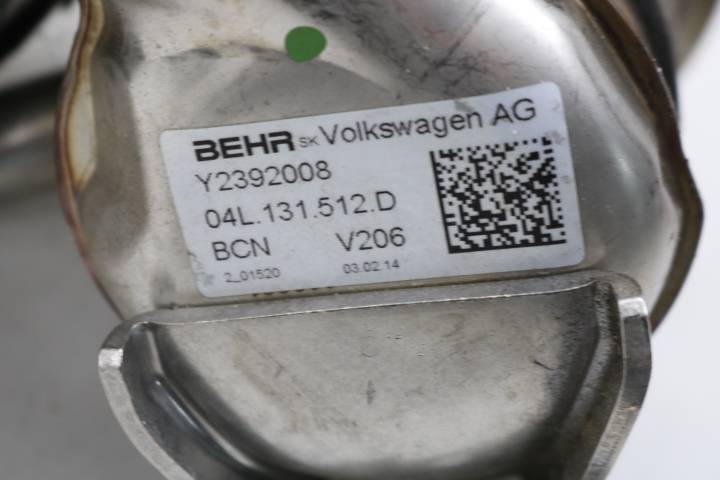 BEHR SK Volkswagen AG
Y2392008
04L.131.512.D
BCN V206
2_01520 03.02.14